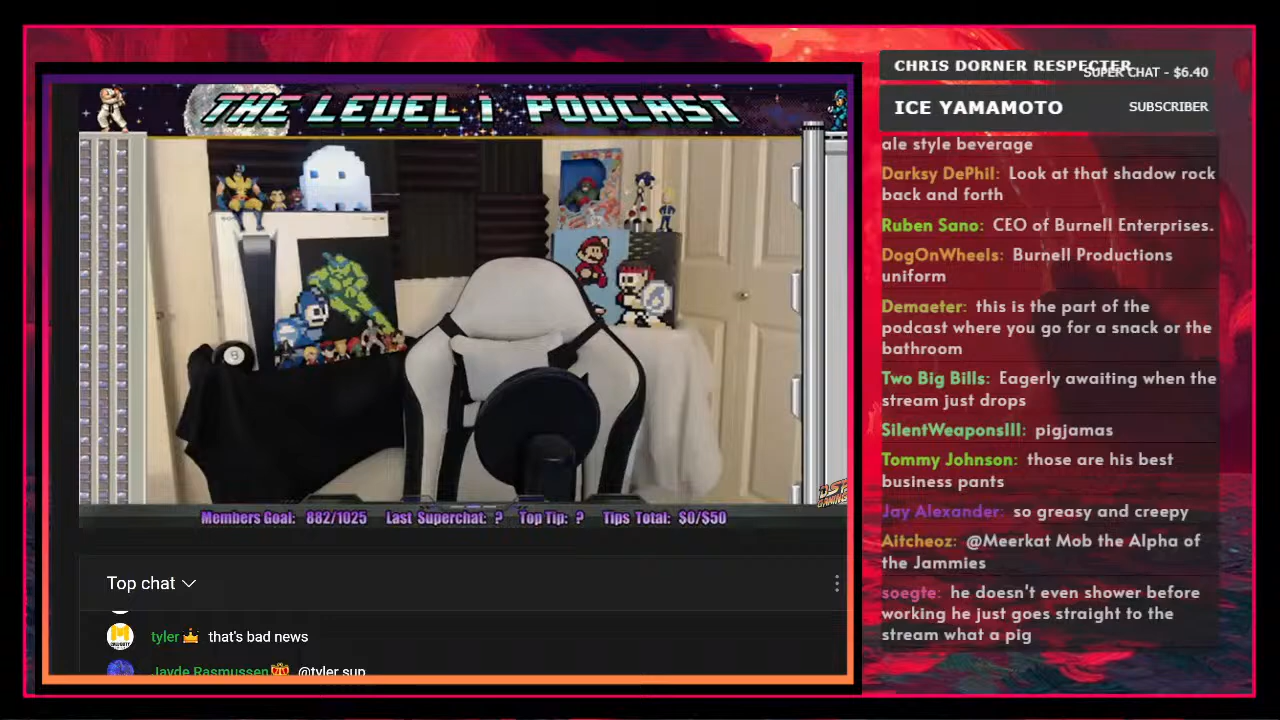 THE LEVEL 1 PODCAST
8
DSP
GAMING
Members Goal: 882/1025 Last Superchat: ? Top Tip: ? Tips Total: $0/$50
Top chat
tyler that's bad news
Jayde Rasmussen @tyler sup
CHRIS DORNER RESPECTER
SUPER CHAT - $6.40
ICE YAMAMOTO SUBSCRIBER
ale style beverage
Darksy DePhil: Look at that shadow rock
back and forth
Ruben Sano: CEO of Burnell Enterprises.
DogOnWheels: Burnell Productions
uniform
Demaeter: this is the part of the
podcast where you go for a snack or the
bathroom
Two Big Bills: Eagerly awaiting when the
stream just drops
SilentWeaponsIII: pigjamas
Tommy Johnson: those are his best
business pants
Jay Alexander: so greasy and creepy
Aitcheoz: @Meerkat Mob the Alpha of
the Jammies
soegte: he doesn't even shower before
working he just goes straight to the
stream what a pig